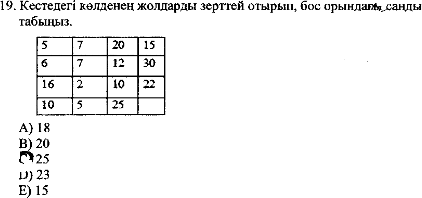 19. Кестедегі көлденең жолдарды зерттей отырып, бос орындағы санды
табыңыз.
5 7 20 15
6 7 12 30
16 2 10 22
10 5 25
A) 18
B) 20
25
D) 23
E) 15